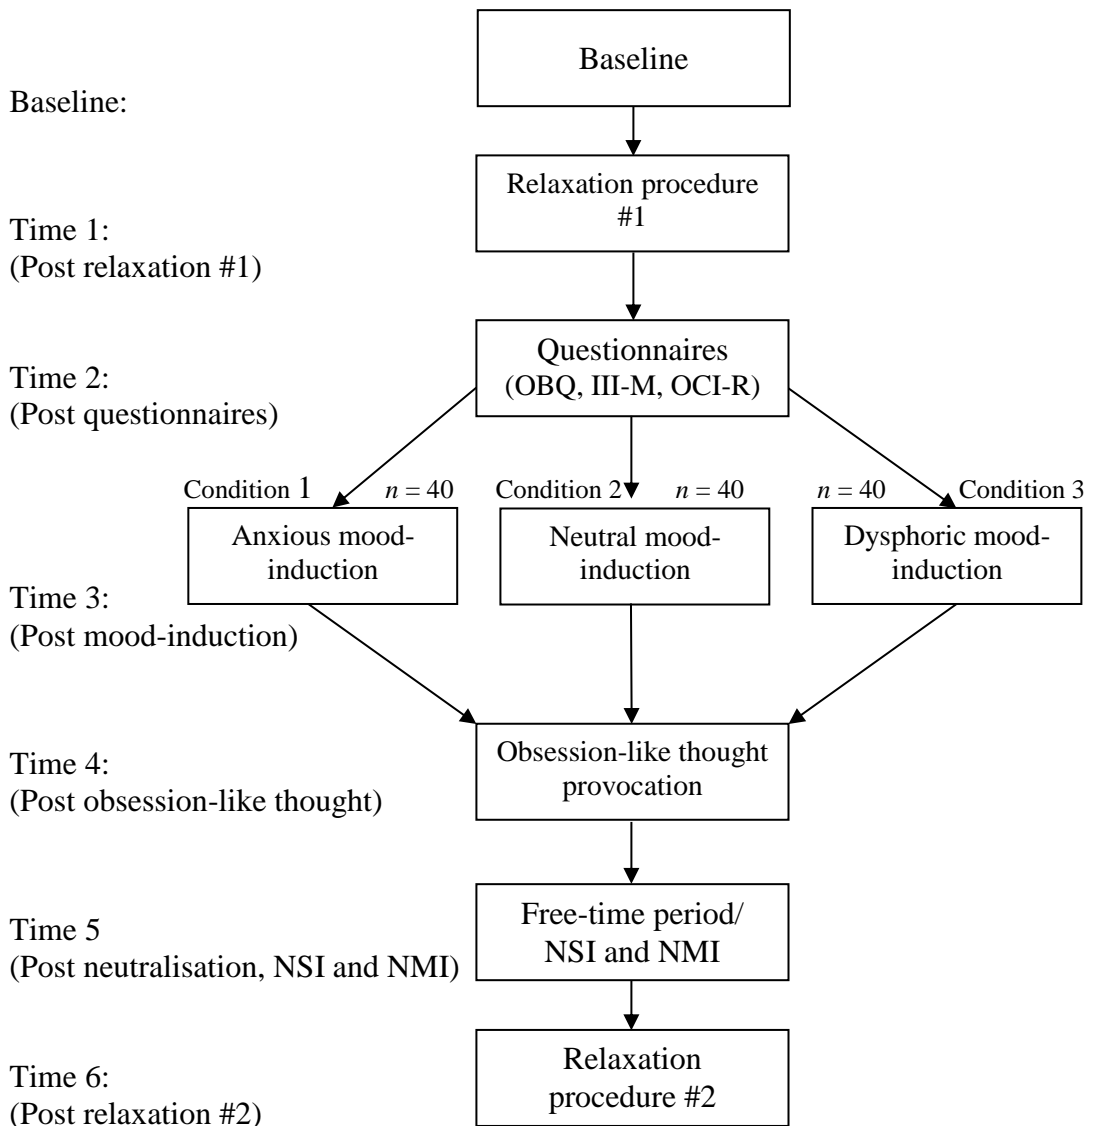 Baseline
Baseline:
Relaxation procedure
#1
Time 1:
(Post relaxation #1)
Questionnaires
(OBQ, III-M, OCI-R)
Time 2:
(Post questionnaires)
Condition 1 n = 40 Condition 2 n = 40 n = 40 Condition 3
Anxious mood-
induction
Neutral mood-
induction
Dysphoric mood-
induction
Time 3:
(Post mood-induction)
Obsession-like thought
provocation
Time 4:
(Post obsession-like thought)
Free-time period/
NSI and NMI
Time 5
(Post neutralisation, NSI and NMI)
Relaxation
procedure #2
Time 6:
(Post relaxation #2)